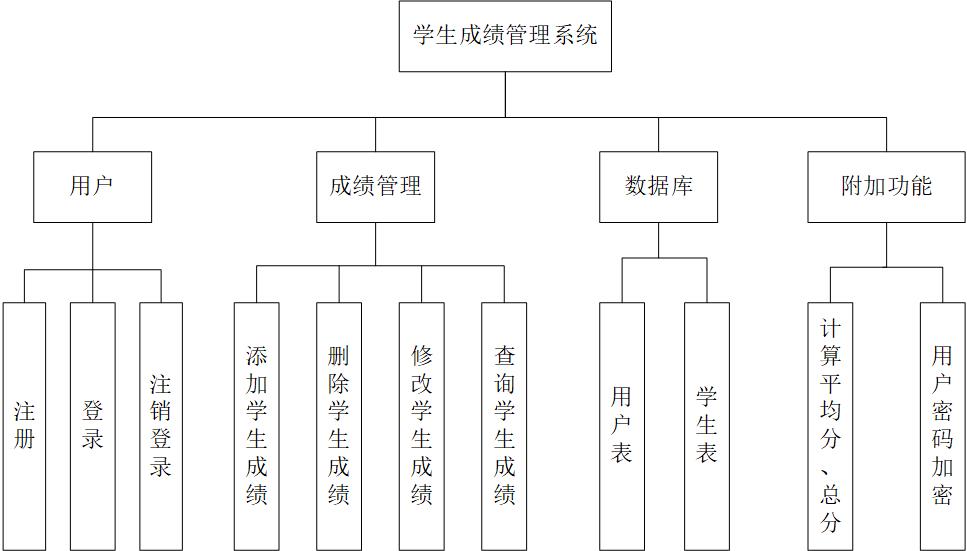 学生成绩管理系统
用户
成绩管理
数据库
附加功能
注册
登录
注销登录
添加学生成绩
删除学生成绩
修改学生成绩
查询学生成绩
用户表
学生表
计算平均分、总分
用户密码加密